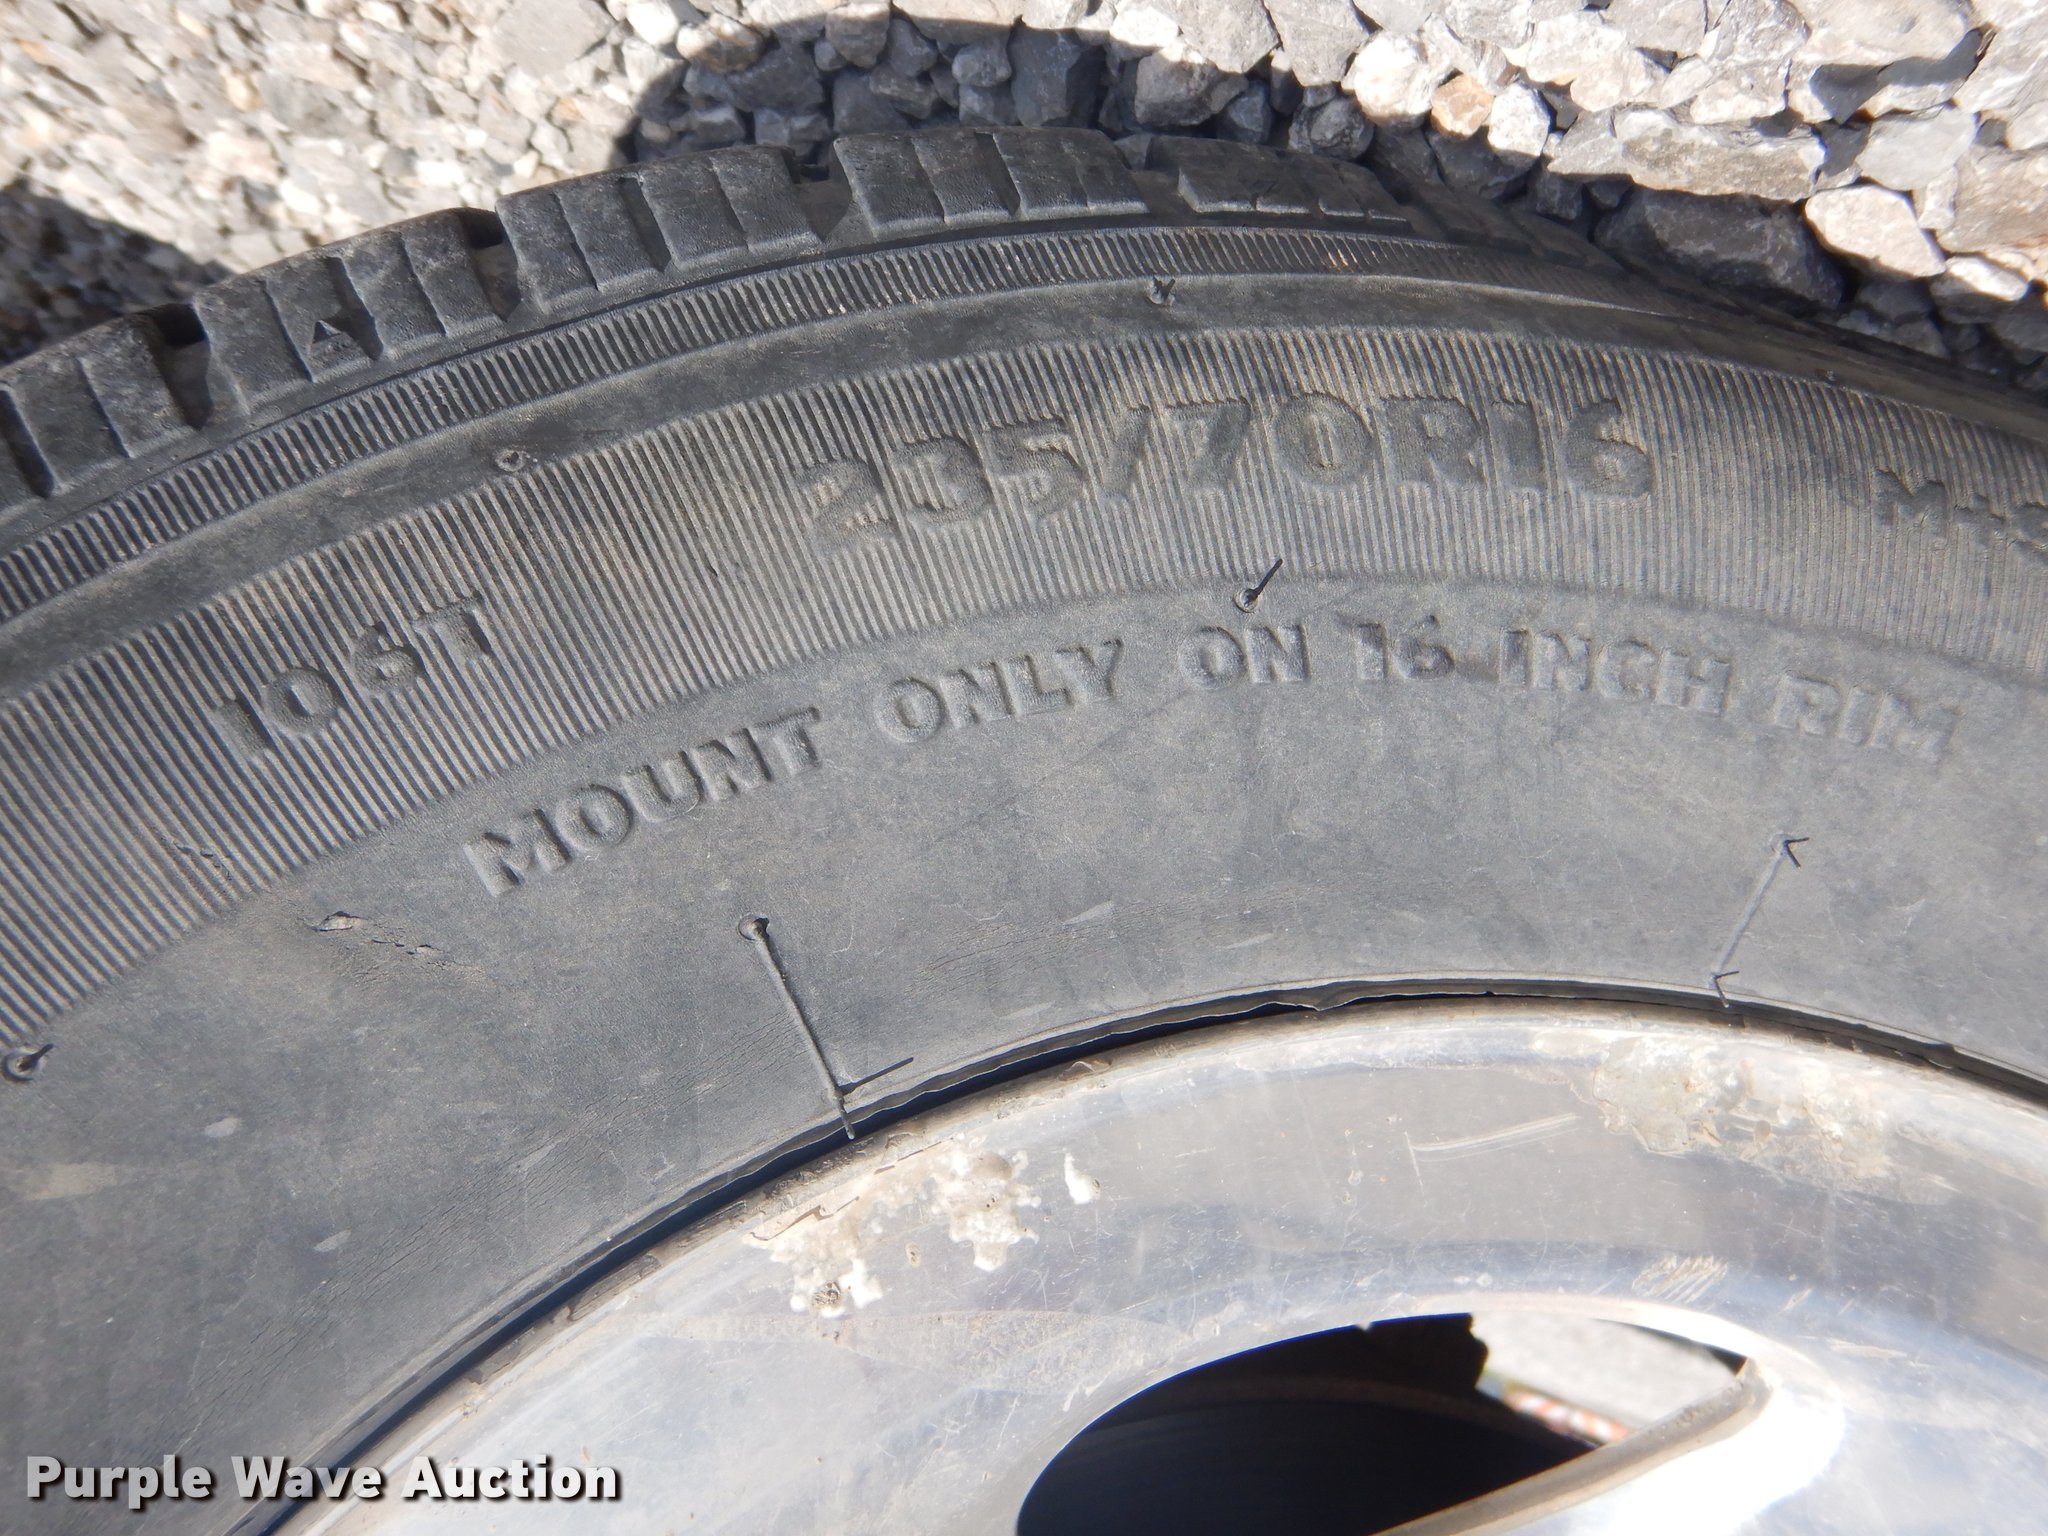 106T 235/70R16 M+S
MOUNT ONLY ON 16 INCH RIM
Purple Wave Auction